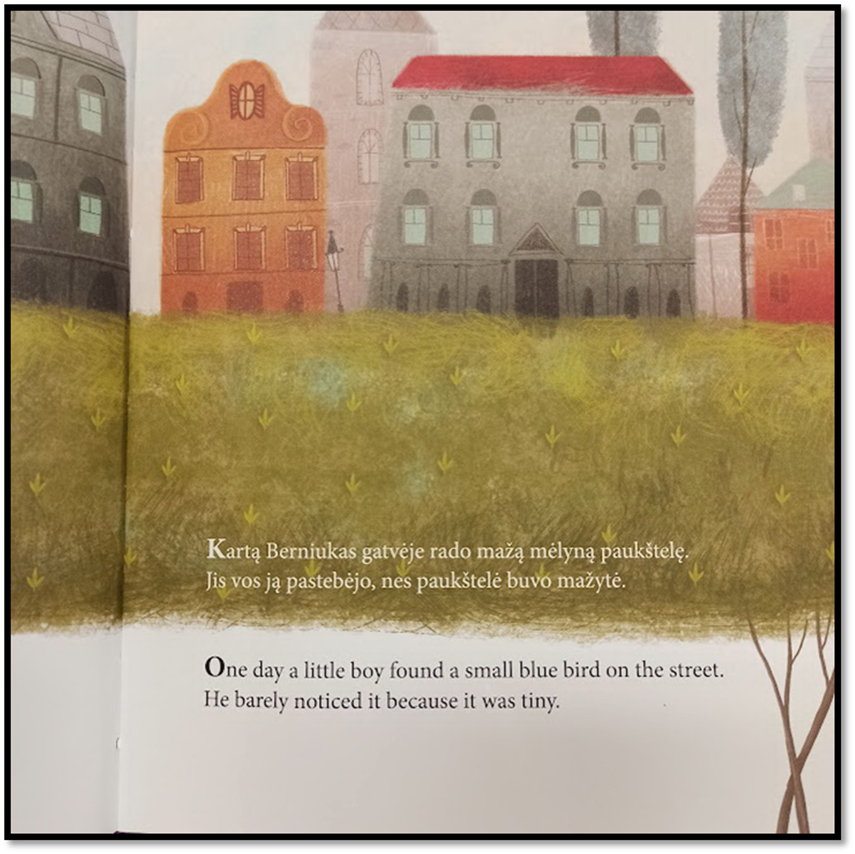 Kartą Berniukas gatvėje rado mažą mėlyną paukštelę.
Jis vos ją pastebėjo, nes paukštelė buvo mažytė.
One day a little boy found a small blue bird on the street.
He barely noticed it because it was tiny.